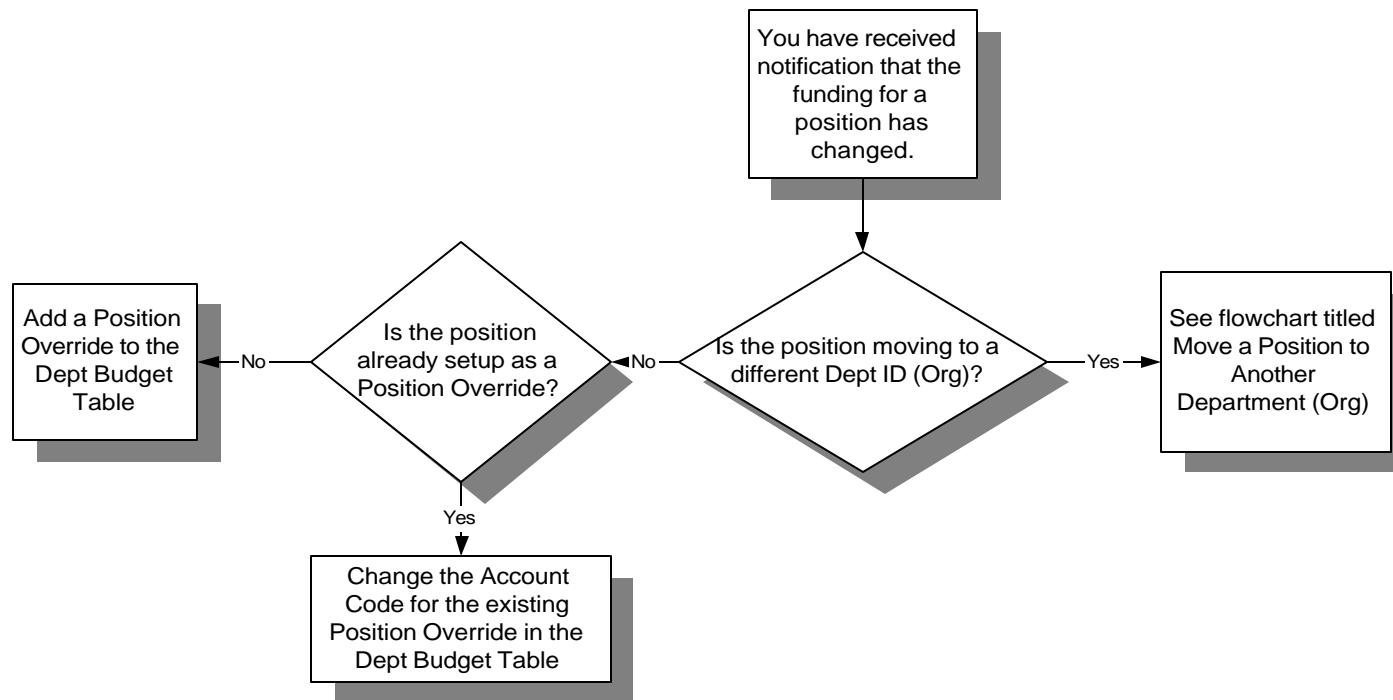 You have received
notification that the
funding for a
position has
changed.
Is the position moving to a
different Dept ID (Org)?
Yes
See flowchart titled
Move a Position to
Another
Department (Org)
No
Is the position
already setup as a
Position Override?
No
Add a Position
Override to the
Dept Budget
Table
Yes
Change the Account
Code for the existing
Position Override in the
Dept Budget Table